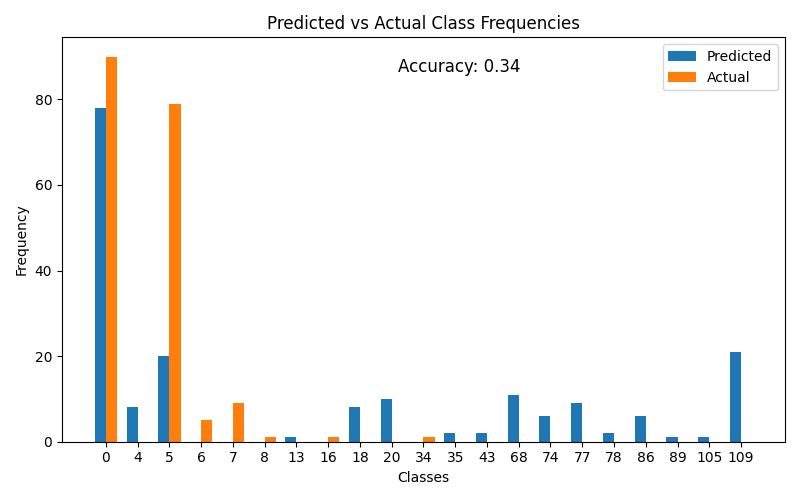 Predicted vs Actual Class Frequencies
Accuracy: 0.34
Predicted
Actual
Frequency
80
60
40
20
0
0 4 5 6 7 8 13 16 18 20 34 35 43 68 74 77 78 86 89 105 109
Classes